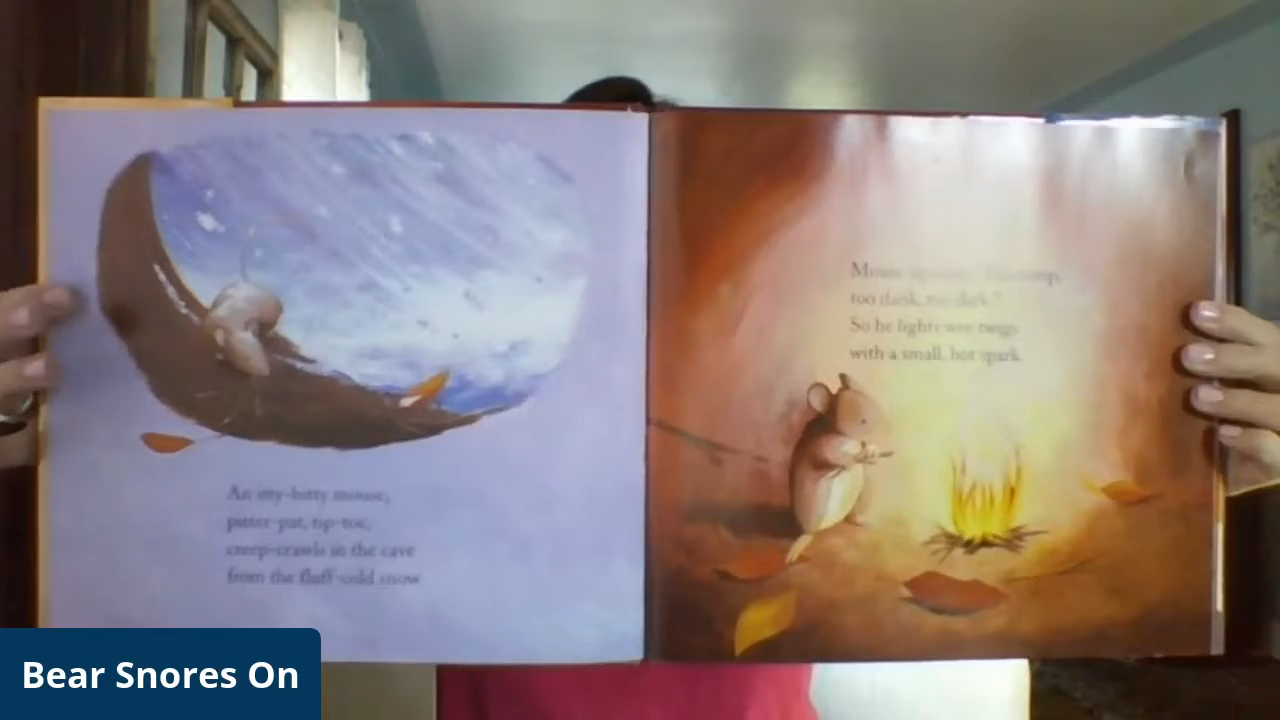 An itty-bitty mouse,
pitter-pat, tip-toe,
creep-crawls in the cave
from the fluff-cold snow
Mouse
too dank, too dark."
So he lights wee twigs
with a small, hot spark.
Bear Snores On